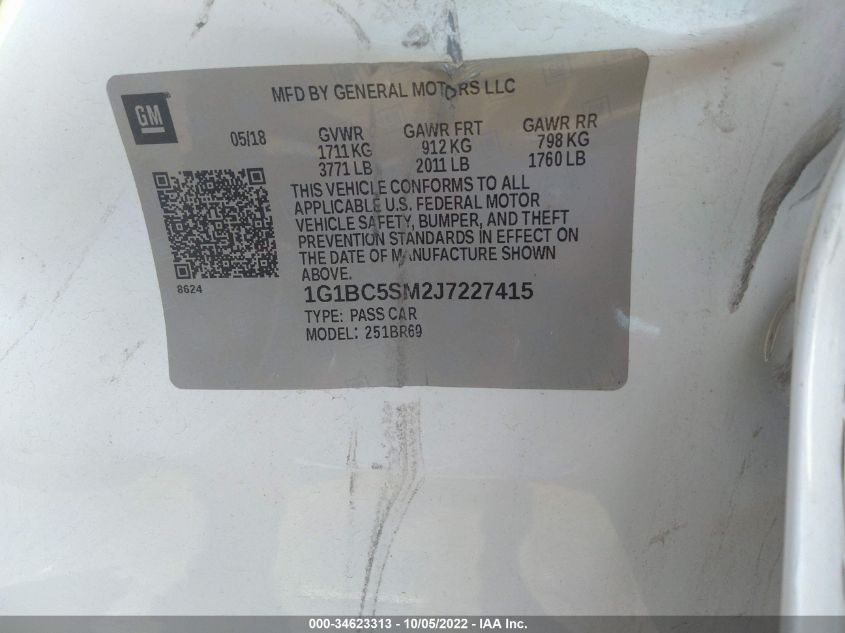 MFD BY GENERAL MOTORS LLC
GM
05/18
GVWR GAWR FRT GAWR RR
1711 KG 912 KG 798 KG
3771 LB 2011 LB 1760 LB
THIS VEHICLE CONFORMS TO ALL
APPLICABLE U.S. FEDERAL MOTOR
VEHICLE SAFETY, BUMPER, AND THEFT
PREVENTION STANDARDS IN EFFECT ON
THE DATE OF MANUFACTURE SHOWN
ABOVE.
8624
1G1BC5SM2J7227415
TYPE: PASS CAR
MODEL: 251BR69
000-34623313 - 10/05/2022 - IAA Inc.